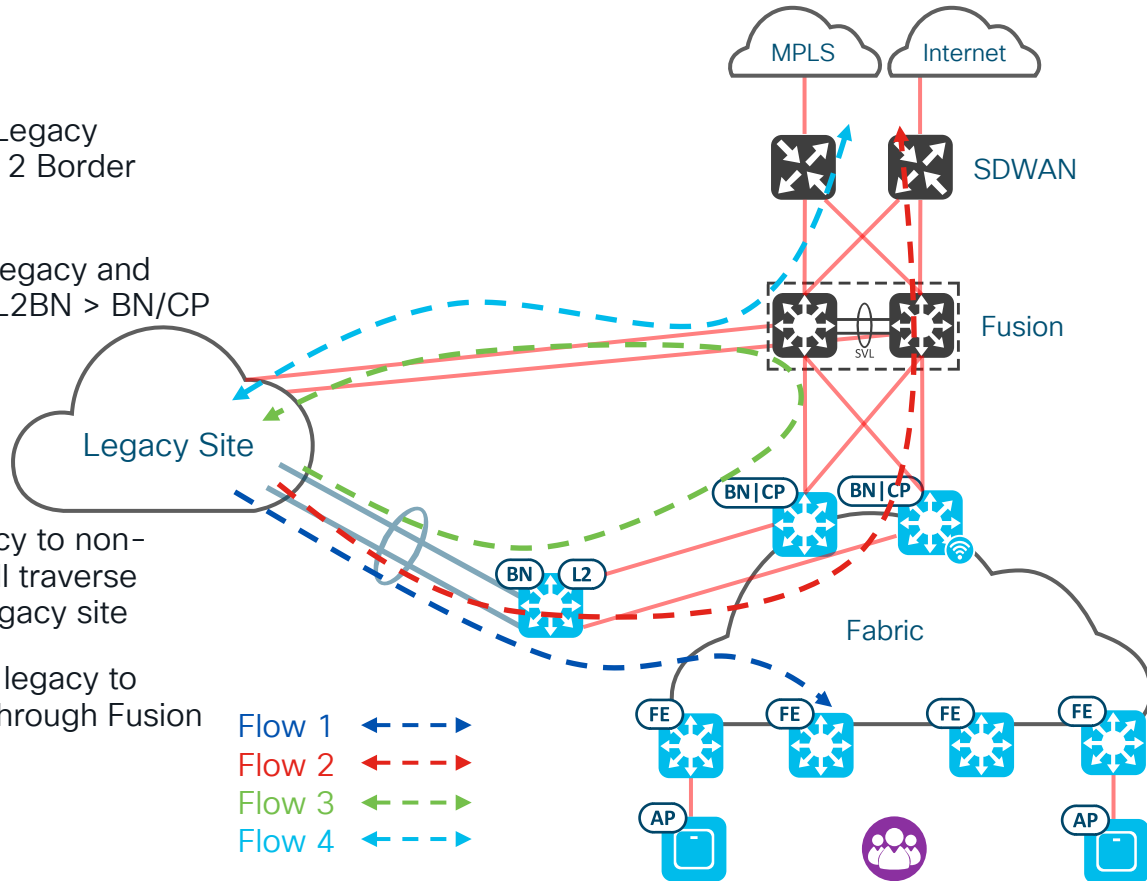 MPLS
Internet
Legacy
2 Border
SDWAN
egacy and
L2BN > BN/CP
Fusion
SVL
Legacy Site
BN|CP
BN|CP
cy to non-
ll traverse
gacy site
BN
L2
Fabric
legacy to
hrough Fusion
Flow 1
Flow 2
Flow 3
Flow 4
FE
FE
FE
FE
AP
AP